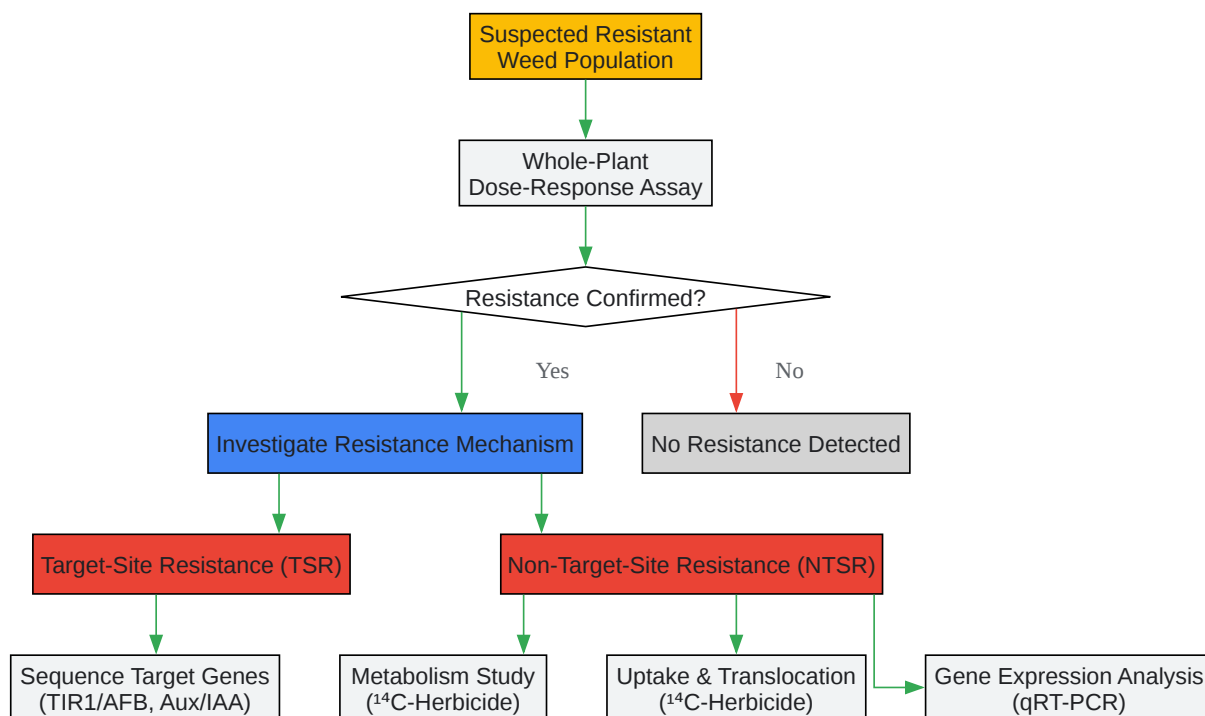 Suspected Resistant
Weed Population
Whole-Plant
Dose-Response Assay
Resistance Confirmed?
Yes
No
Investigate Resistance Mechanism
No Resistance Detected
Target-Site Resistance (TSR)
Non-Target-Site Resistance (NTSR)
Sequence Target Genes
(TIR1/AFB, Aux/IAA)
Metabolism Study
(¹⁴C-Herbicide)
Uptake & Translocation
(¹⁴C-Herbicide)
Gene Expression Analysis
(qRT-PCR)